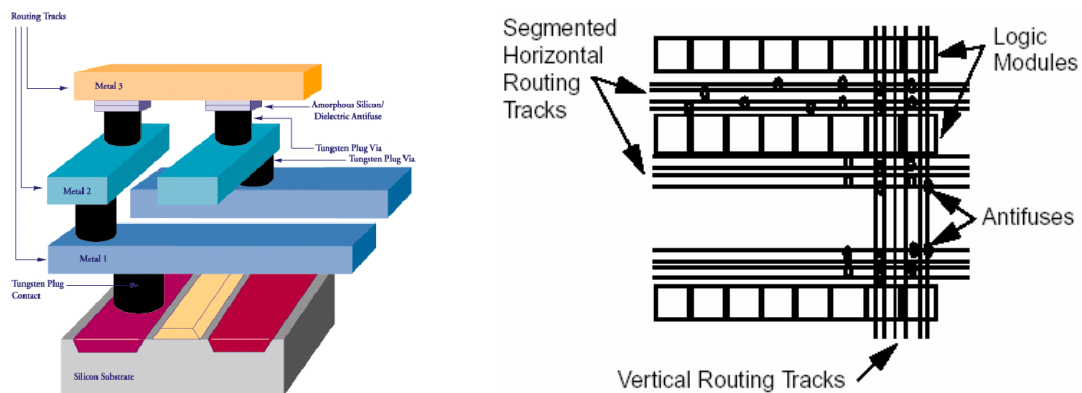 Routing Tracks
Metal 3
Amorphous Silicon/
Dielectric Antifuse
Tungsten Plug Via
Tungsten Plug Via
Metal 2
Metal 1
Tungsten Plug
Contact
Silicon Substrate
Segmented
Horizontal
Routing
Tracks
Logic
Modules
Antifuses
Vertical Routing Tracks